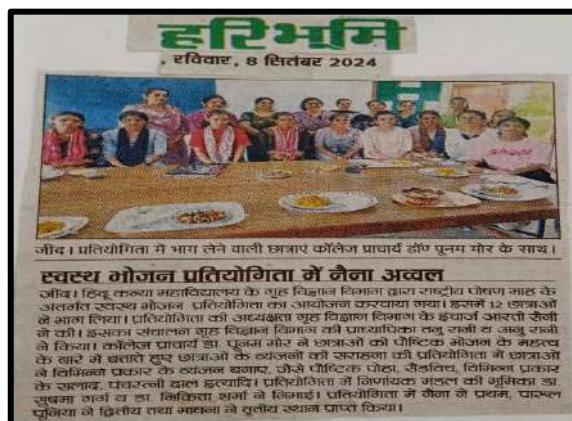 हरिभूमि
रविवार, 8 सितंबर 2024
जींद। प्रतियोगिता में भाग लेने वाली छात्राएं कॉलेज प्राचार्य डॉ. पूनम मोर के साथ।
स्वस्थ भोजन प्रतियोगिता में नैना अव्वल
जींद। हिंदू कन्या महाविद्यालय के गृह विज्ञान विभाग द्वारा राष्ट्रीय पोषण माह के
अंतर्गत स्वस्थ भोजन प्रतियोगिता का आयोजन करवाया गया। इसमें 12 छात्राओं
ने भाग लिया। प्रतियोगिता की अध्यक्षता गृह विज्ञान विभाग के इंचार्ज आरती सैनी
ने की। इसका संचालन गृह विज्ञान विभाग की प्राध्यापिका तनु रानी व अनु रानी
ने किया। कॉलेज प्राचार्य डा. पूनम मोर ने छात्राओं को पौष्टिक भोजन के महत्व
के बारे में बताते हुए छात्राओं के व्यंजनों की सराहना की प्रतियोगिता में छात्राओं
ने विभिन्न प्रकार के व्यंजन बनाए, जैसे पौष्टिक पोहा, सैंडविच, विभिन्न प्रकार
के सलाद, पंचरत्नी दाल इत्यादि। प्रतियोगिता में निर्णायक मंडल की भूमिका डा.
सुषमा गर्ग व डा. निकिता शर्मा ने निभाई। प्रतियोगिता में नैना ने प्रथम, पारुल
पूनिया ने द्वितीय तथा भावना ने तृतीय स्थान प्राप्त किया।